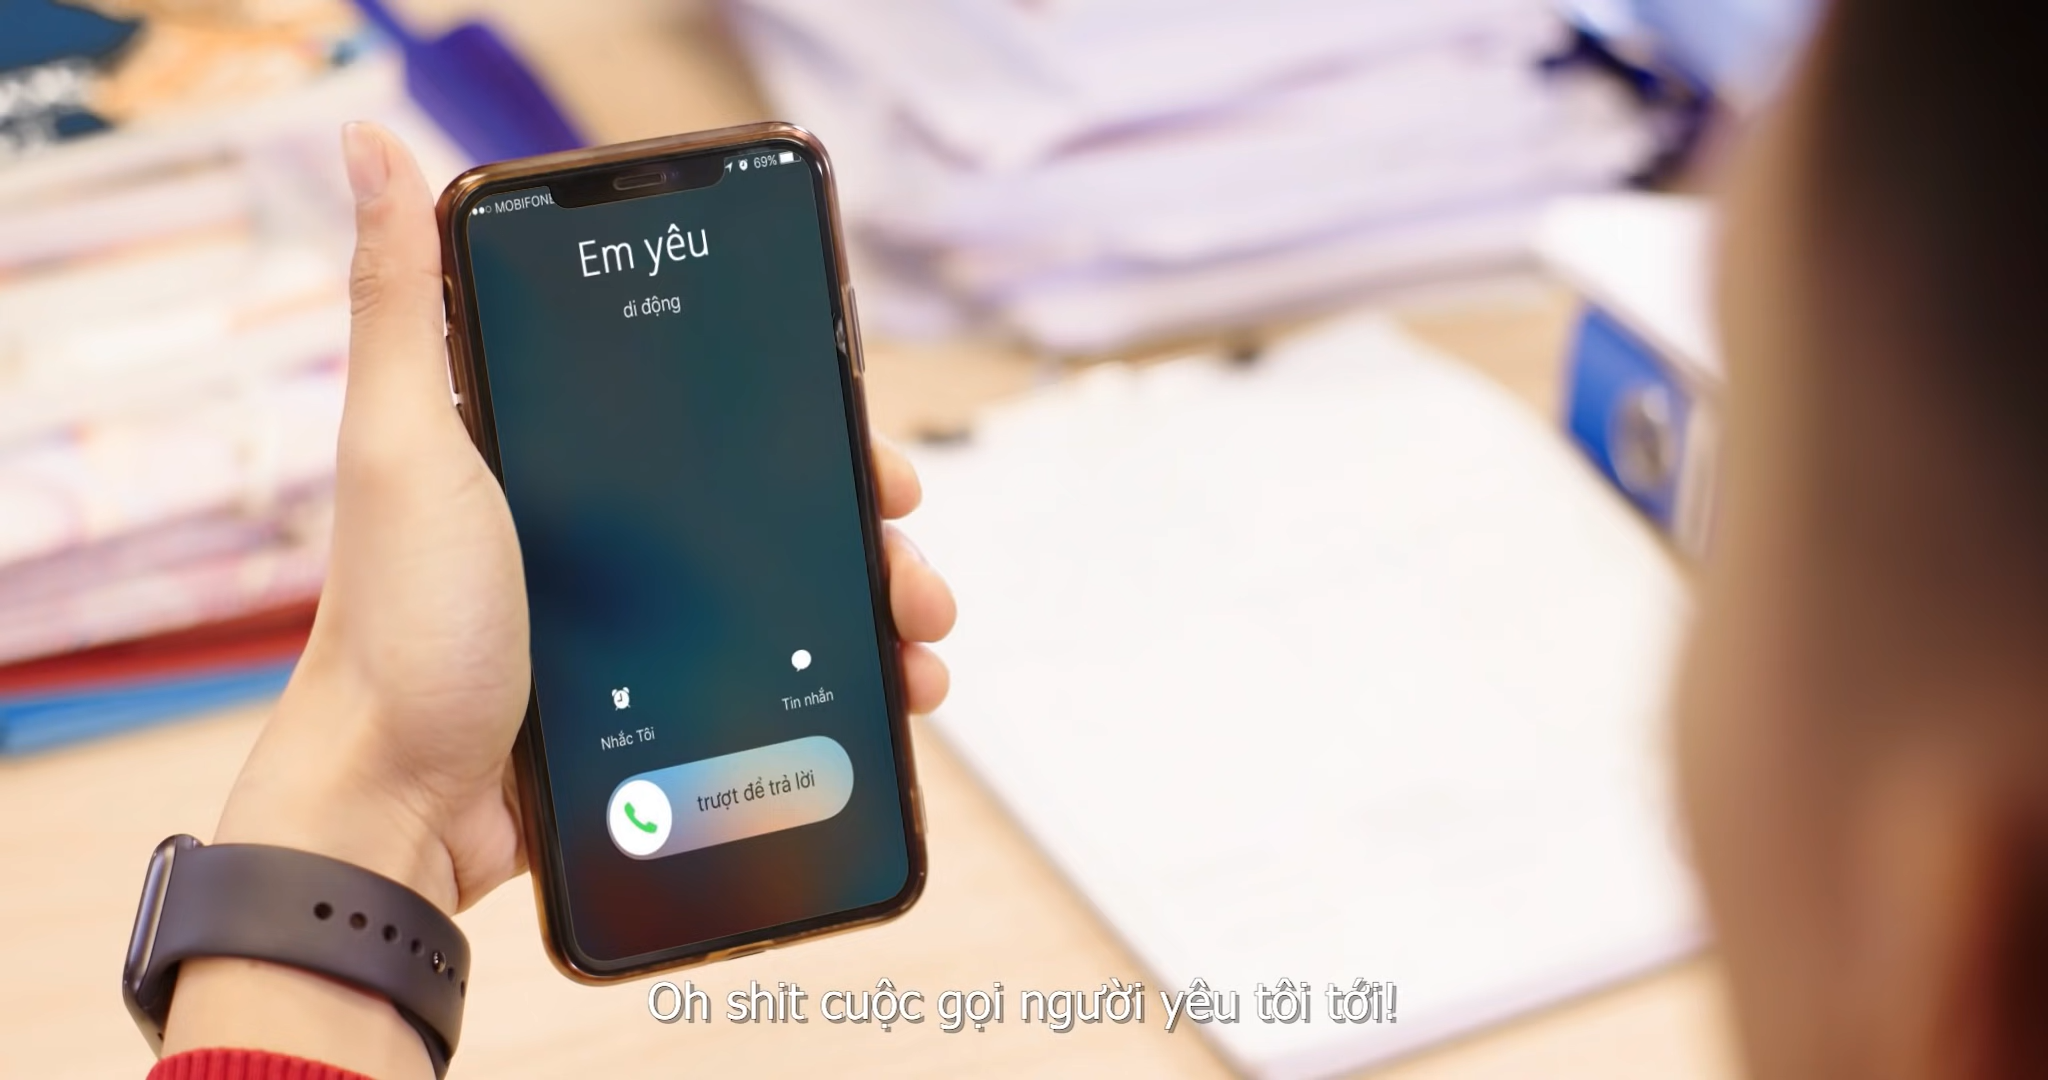 MOBIFONE
69%
Em yêu
di động
Nhắc Tôi
Tin nhắn
trượt để trả lời
Oh shit cuộc gọi người yêu tôi tới!